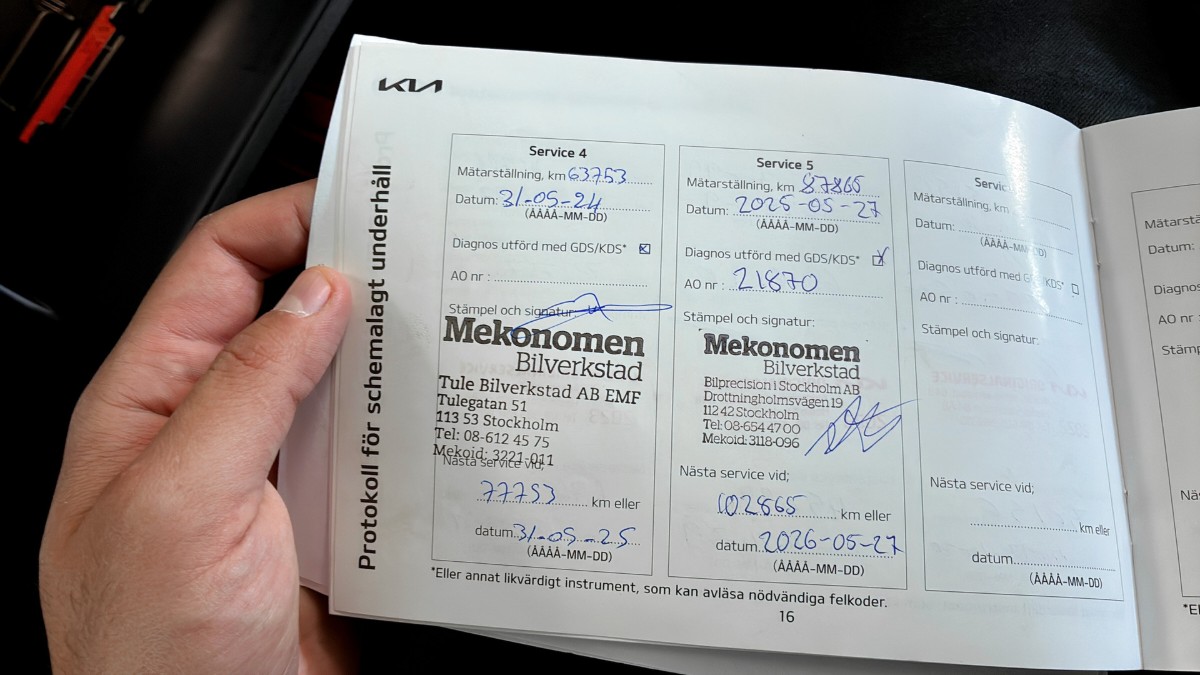 KIA
Protokoll för schemalagt underhåll
Service 4
Mätarställning, km 63753
Datum: 31-05-24
(ÅÅÅÅ-MM-DD)
Diagnos utförd med GDS/KDS*
AO nr :
Stämpel och signatur:
Mekonomen
Bilverkstad
Tule Bilverkstad AB EMF
Tulegatan 51
113 53 Stockholm
Tel: 08-612 45 75
Mekoid: 3221-011
Nästa service vid;
77753 km eller
datum 31-05-25
(ÅÅÅÅ-MM-DD)
Service 5
Mätarställning, km 87865
Datum: 2025-05-27
(ÅÅÅÅ-MM-DD)
Diagnos utförd med GDS/KDS*
AO nr : 21870
Stämpel och signatur:
Mekonomen
Bilverkstad
Bilprecision i Stockholm AB
Drottningholmsvägen 19
112 42 Stockholm
Tel: 08-654 47 00
Mekoid: 3118-096
Nästa service vid;
102865 km eller
datum 2026-05-27
(ÅÅÅÅ-MM-DD)
Servic
Mätarställning, km
Datum:
(ÅÅÅÅ-MM-DD)
Diagnos utförd med GDS/KDS*
AO nr :
Stämpel och signatur:
Nästa service vid;
km eller
datum
(ÅÅÅÅ-MM-DD)
*Eller annat likvärdigt instrument, som kan avläsa nödvändiga felkoder.
16
Mätarstä
Datum:
Diagnos
AO nr :
Stämp
Näs
*El